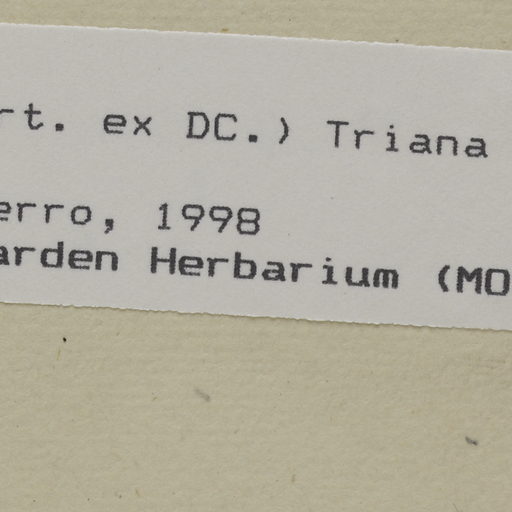 rt. ex DC.) Triana
erro, 1998
arden Herbarium (MO